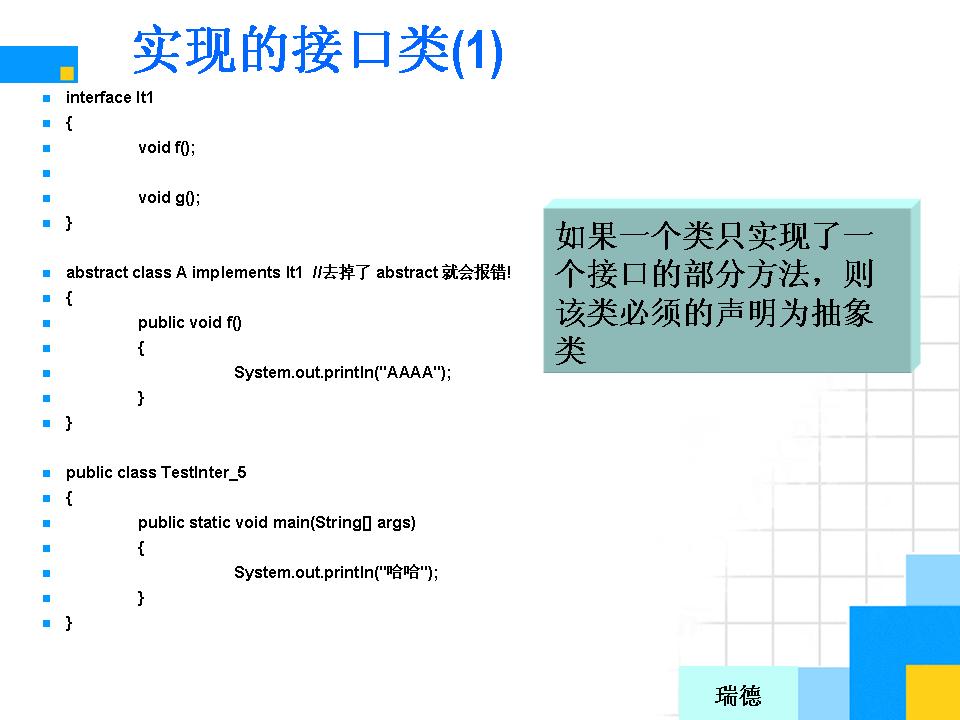 实现的接口类(1)
interface It1
{
void f();
void g();
}
abstract class A implements It1  //去掉了 abstract 就会报错!
{
public void f()
{
System.out.println("AAAA");
}
}
public class TestInter_5
{
public static void main(String[] args)
{
System.out.println("哈哈");
}
}
如果一个类只实现了一
个接口的部分方法，则
该类必须的声明为抽象
类
瑞德